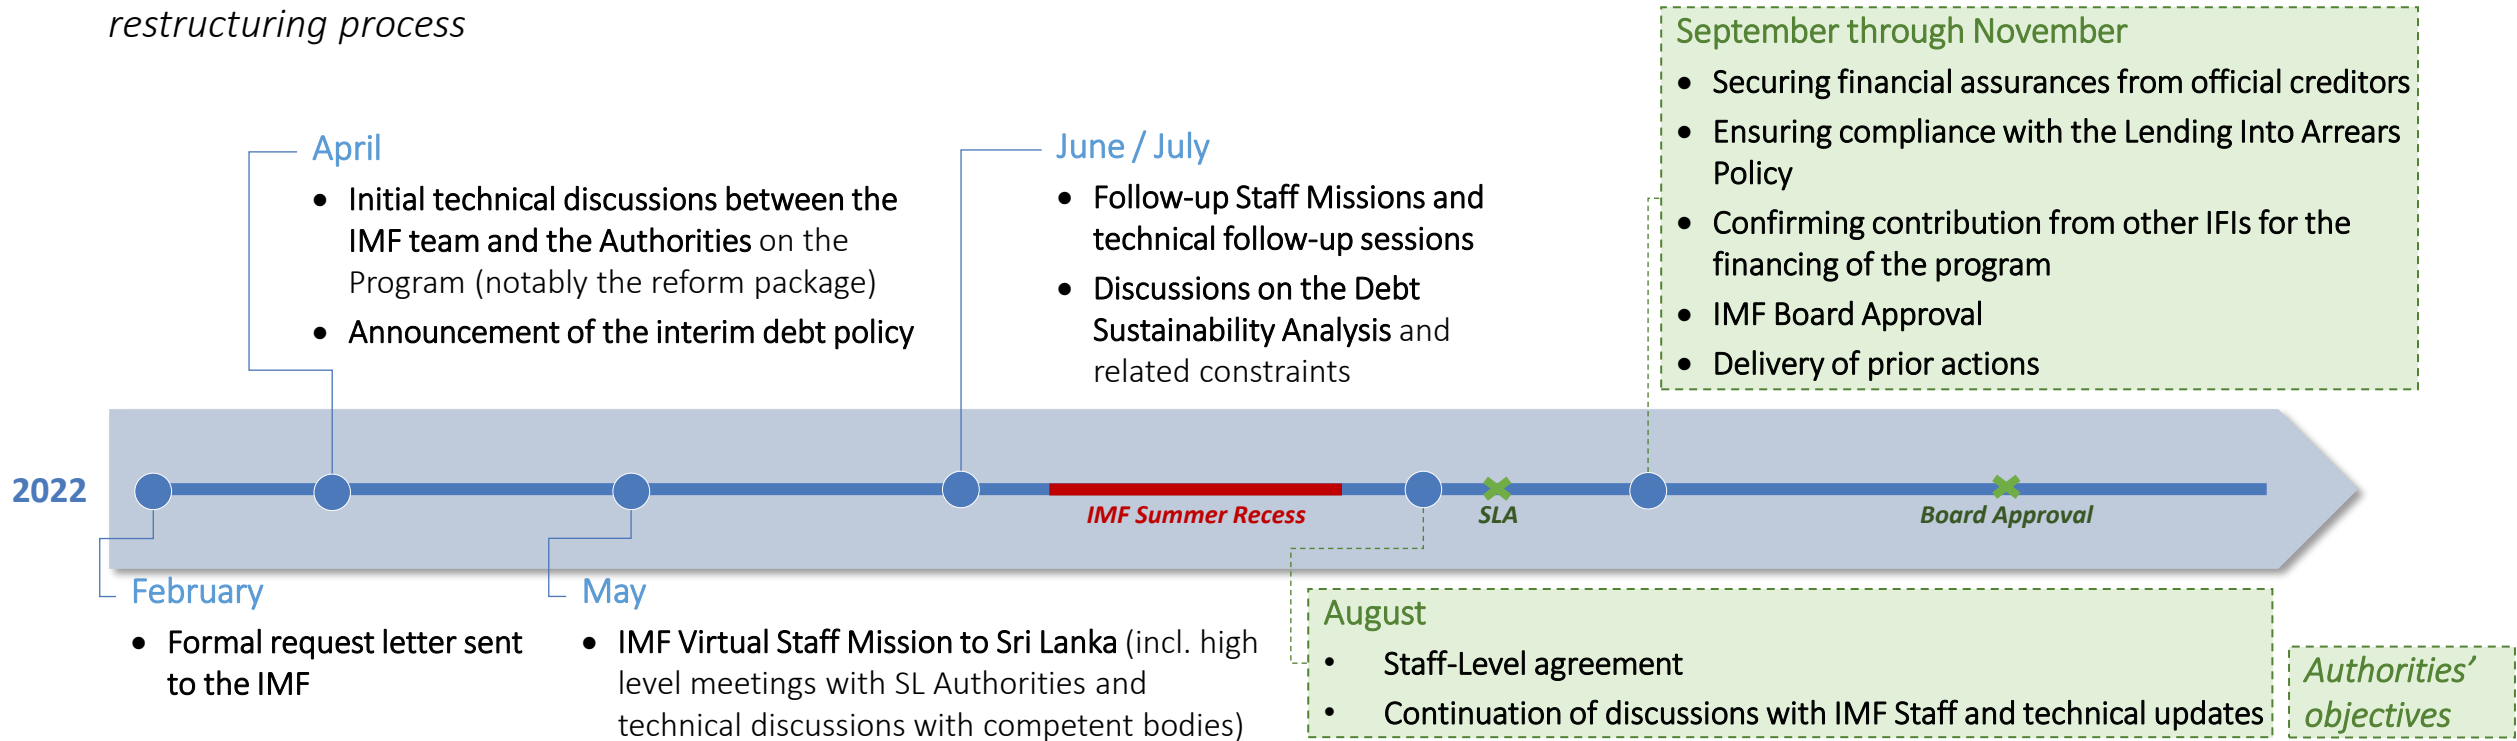 restructuring process
September through November
• Securing financial assurances from official creditors
• Ensuring compliance with the Lending Into Arrears
Policy
• Confirming contribution from other IFIs for the
financing of the program
• IMF Board Approval
• Delivery of prior actions
April
• Initial technical discussions between the
IMF team and the Authorities on the
Program (notably the reform package)
• Announcement of the interim debt policy
June / July
• Follow-up Staff Missions and
technical follow-up sessions
• Discussions on the Debt
Sustainability Analysis and
related constraints
2022
IMF Summer Recess
SLA
Board Approval
February
• Formal request letter sent
to the IMF
May
• IMF Virtual Staff Mission to Sri Lanka (incl. high
level meetings with SL Authorities and
technical discussions with competent bodies)
August
• Staff-Level agreement
• Continuation of discussions with IMF Staff and technical updates
Authorities’
objectives